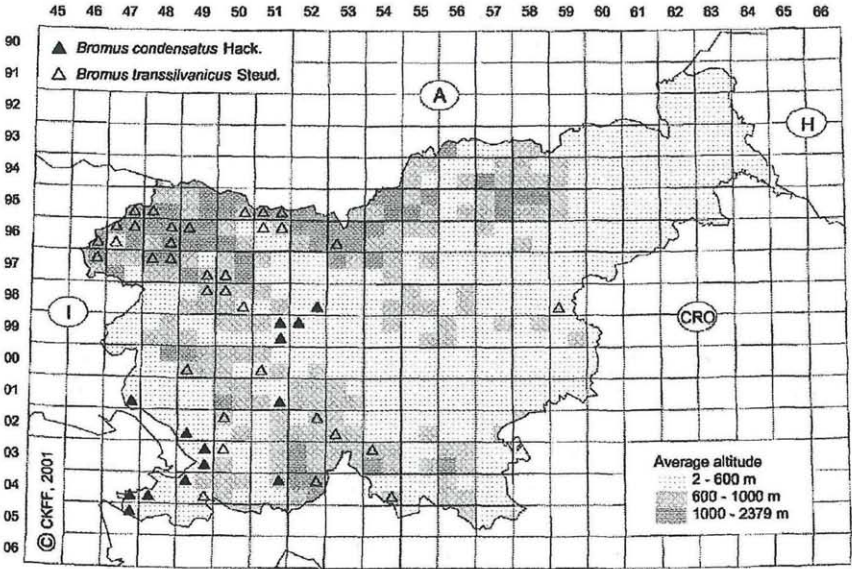 45 46 47 48 49 50 51 52 53 54 55 56 57 58 59 60 61 62 63 64 65 66
90
▲ Bromus condensatus Hack.
91
△ Bromus transsilvanicus Steud.
A
92
H
93
94
95
96
97
98
I
CRO
99
00
01
02
03
Average altitude
2 - 600 m
04
600 - 1000 m
1000 - 2379 m
05
06
© CKFF, 2001